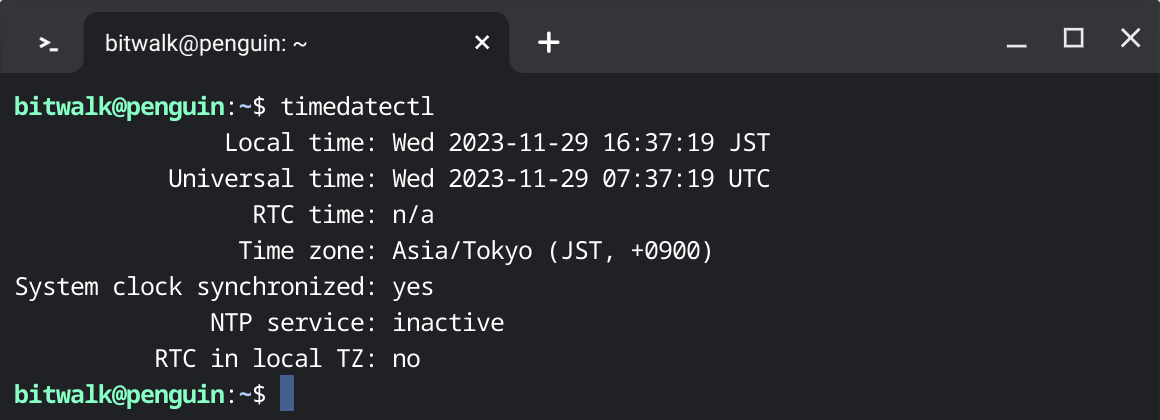 bitwalk@penguin: ~
bitwalk@penguin:~$ timedatectl
Local time: Wed 2023-11-29 16:37:19 JST
Universal time: Wed 2023-11-29 07:37:19 UTC
RTC time: n/a
Time zone: Asia/Tokyo (JST, +0900)
System clock synchronized: yes
NTP service: inactive
RTC in local TZ: no
bitwalk@penguin:~$